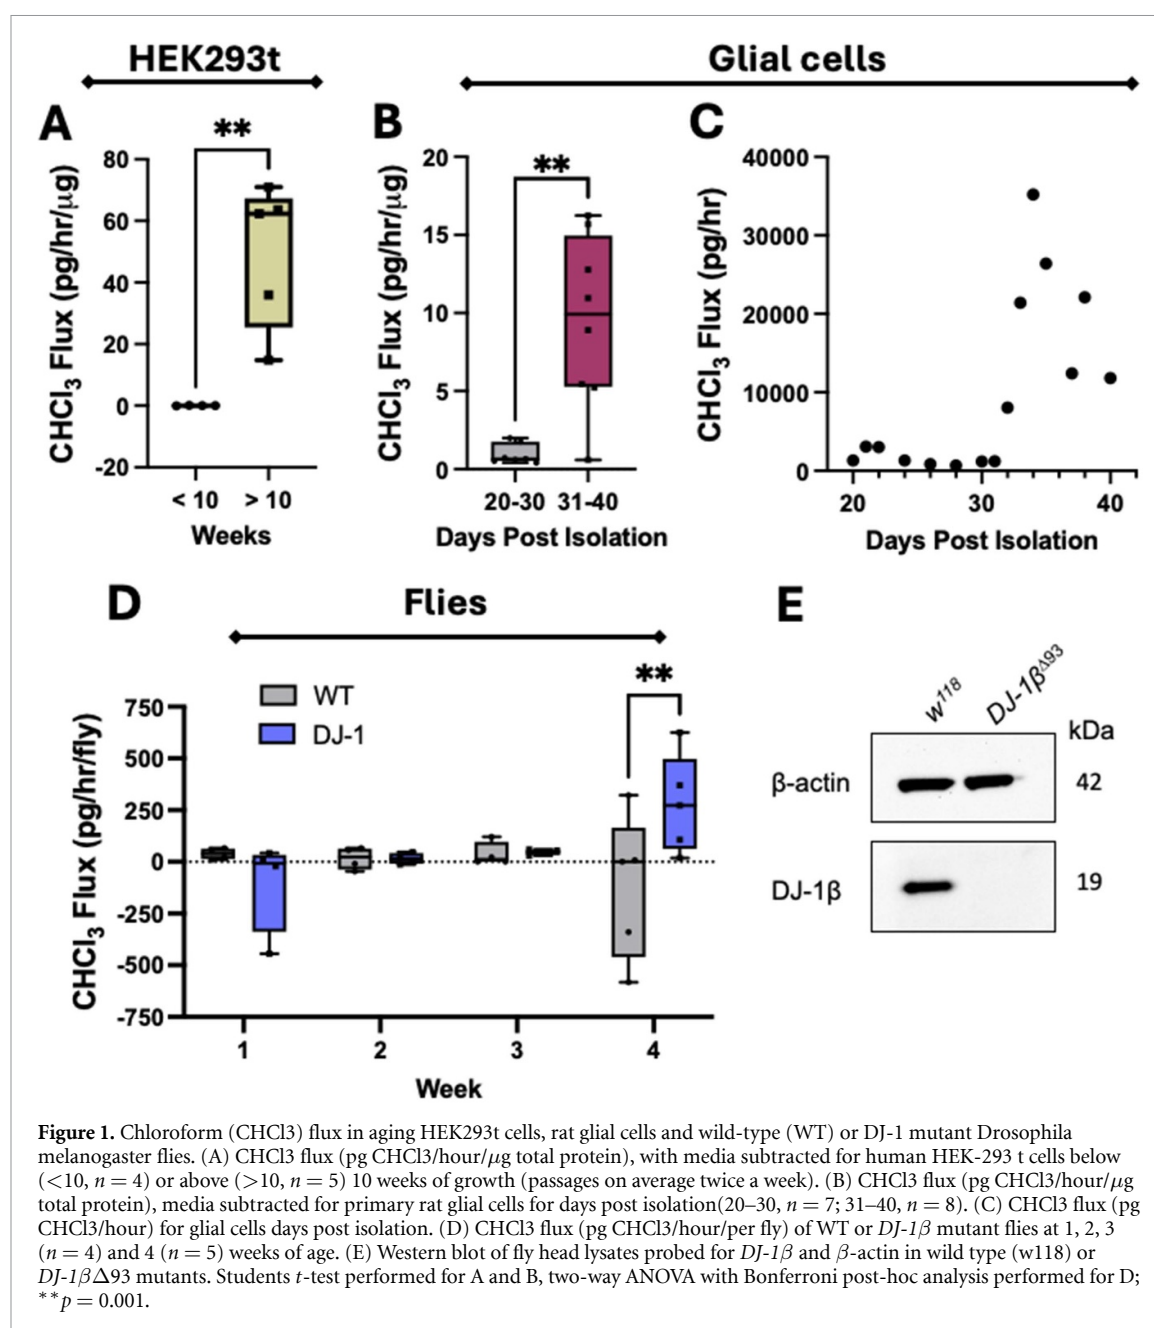 HEK293t
Glial cells
A
**
CHCl3 Flux (pg/hr/µg)
80
60
40
20
0
-20
< 10
> 10
Weeks
B
**
CHCl3 Flux (pg/hr/µg)
20
15
10
5
0
20-30
31-40
Days Post Isolation
C
CHCl3 Flux (pg/hr)
40000
30000
20000
10000
0
20
30
40
Days Post Isolation
D
Flies
**
WT
DJ-1
CHCl3 Flux (pg/hr/fly)
750
500
250
0
-250
-500
-750
1
2
3
4
Week
E
w118
DJ-1βΔ93
kDa
β-actin
42
DJ-1β
19
Figure 1. Chloroform (CHCl3) flux in aging HEK293t cells, rat glial cells and wild-type (WT) or DJ-1 mutant Drosophila
melanogaster flies. (A) CHCl3 flux (pg CHCl3/hour/µg total protein), with media subtracted for human HEK-293 t cells below
(<10, n = 4) or above (>10, n = 5) 10 weeks of growth (passages on average twice a week). (B) CHCl3 flux (pg CHCl3/hour/µg
total protein), media subtracted for primary rat glial cells for days post isolation(20–30, n = 7; 31–40, n = 8). (C) CHCl3 flux (pg
CHCl3/hour) for glial cells days post isolation. (D) CHCl3 flux (pg CHCl3/hour/per fly) of WT or DJ-1β mutant flies at 1, 2, 3
(n = 4) and 4 (n = 5) weeks of age. (E) Western blot of fly head lysates probed for DJ-1β and β-actin in wild type (w118) or
DJ-1βΔ93 mutants. Students t-test performed for A and B, two-way ANOVA with Bonferroni post-hoc analysis performed for D;
**p = 0.001.